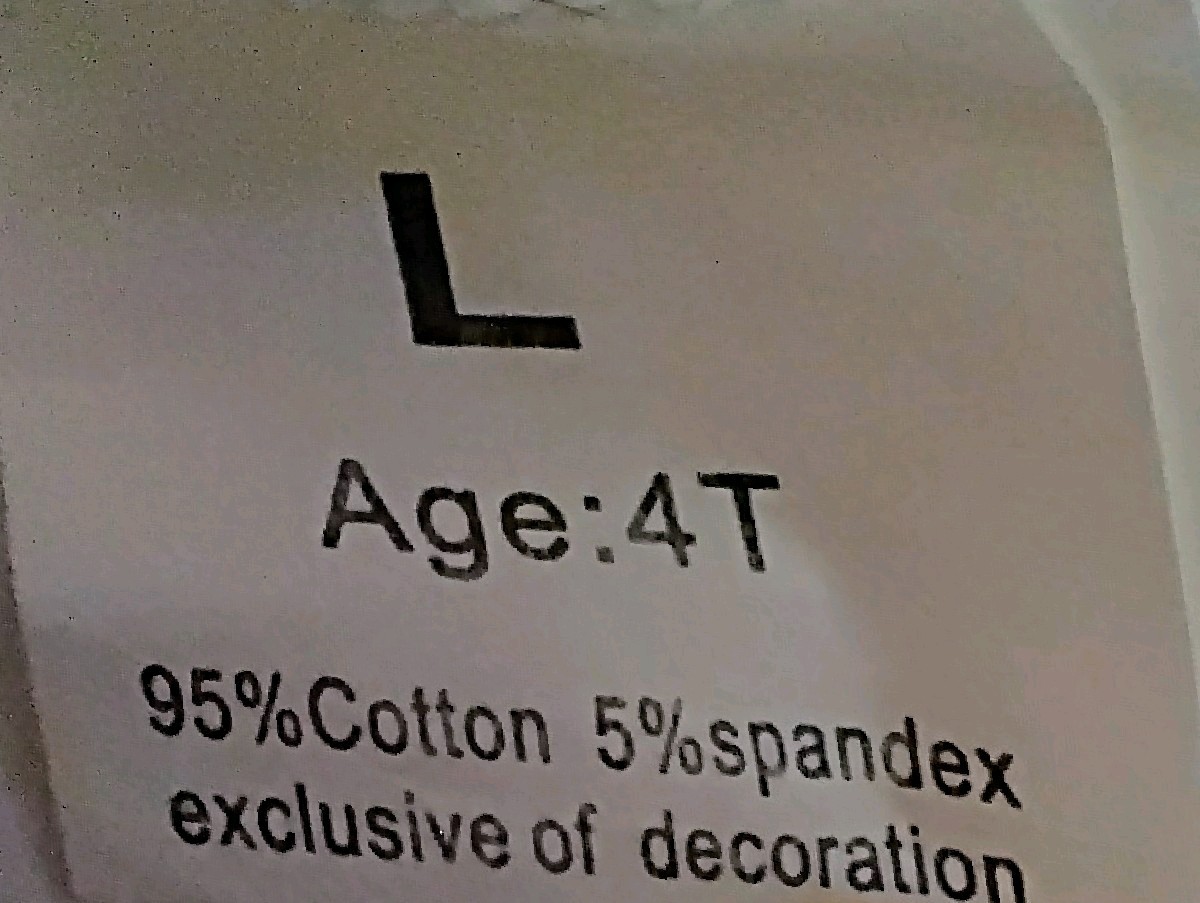 L
Age:4T
95%Cotton 5%spandex
exclusive of decoration